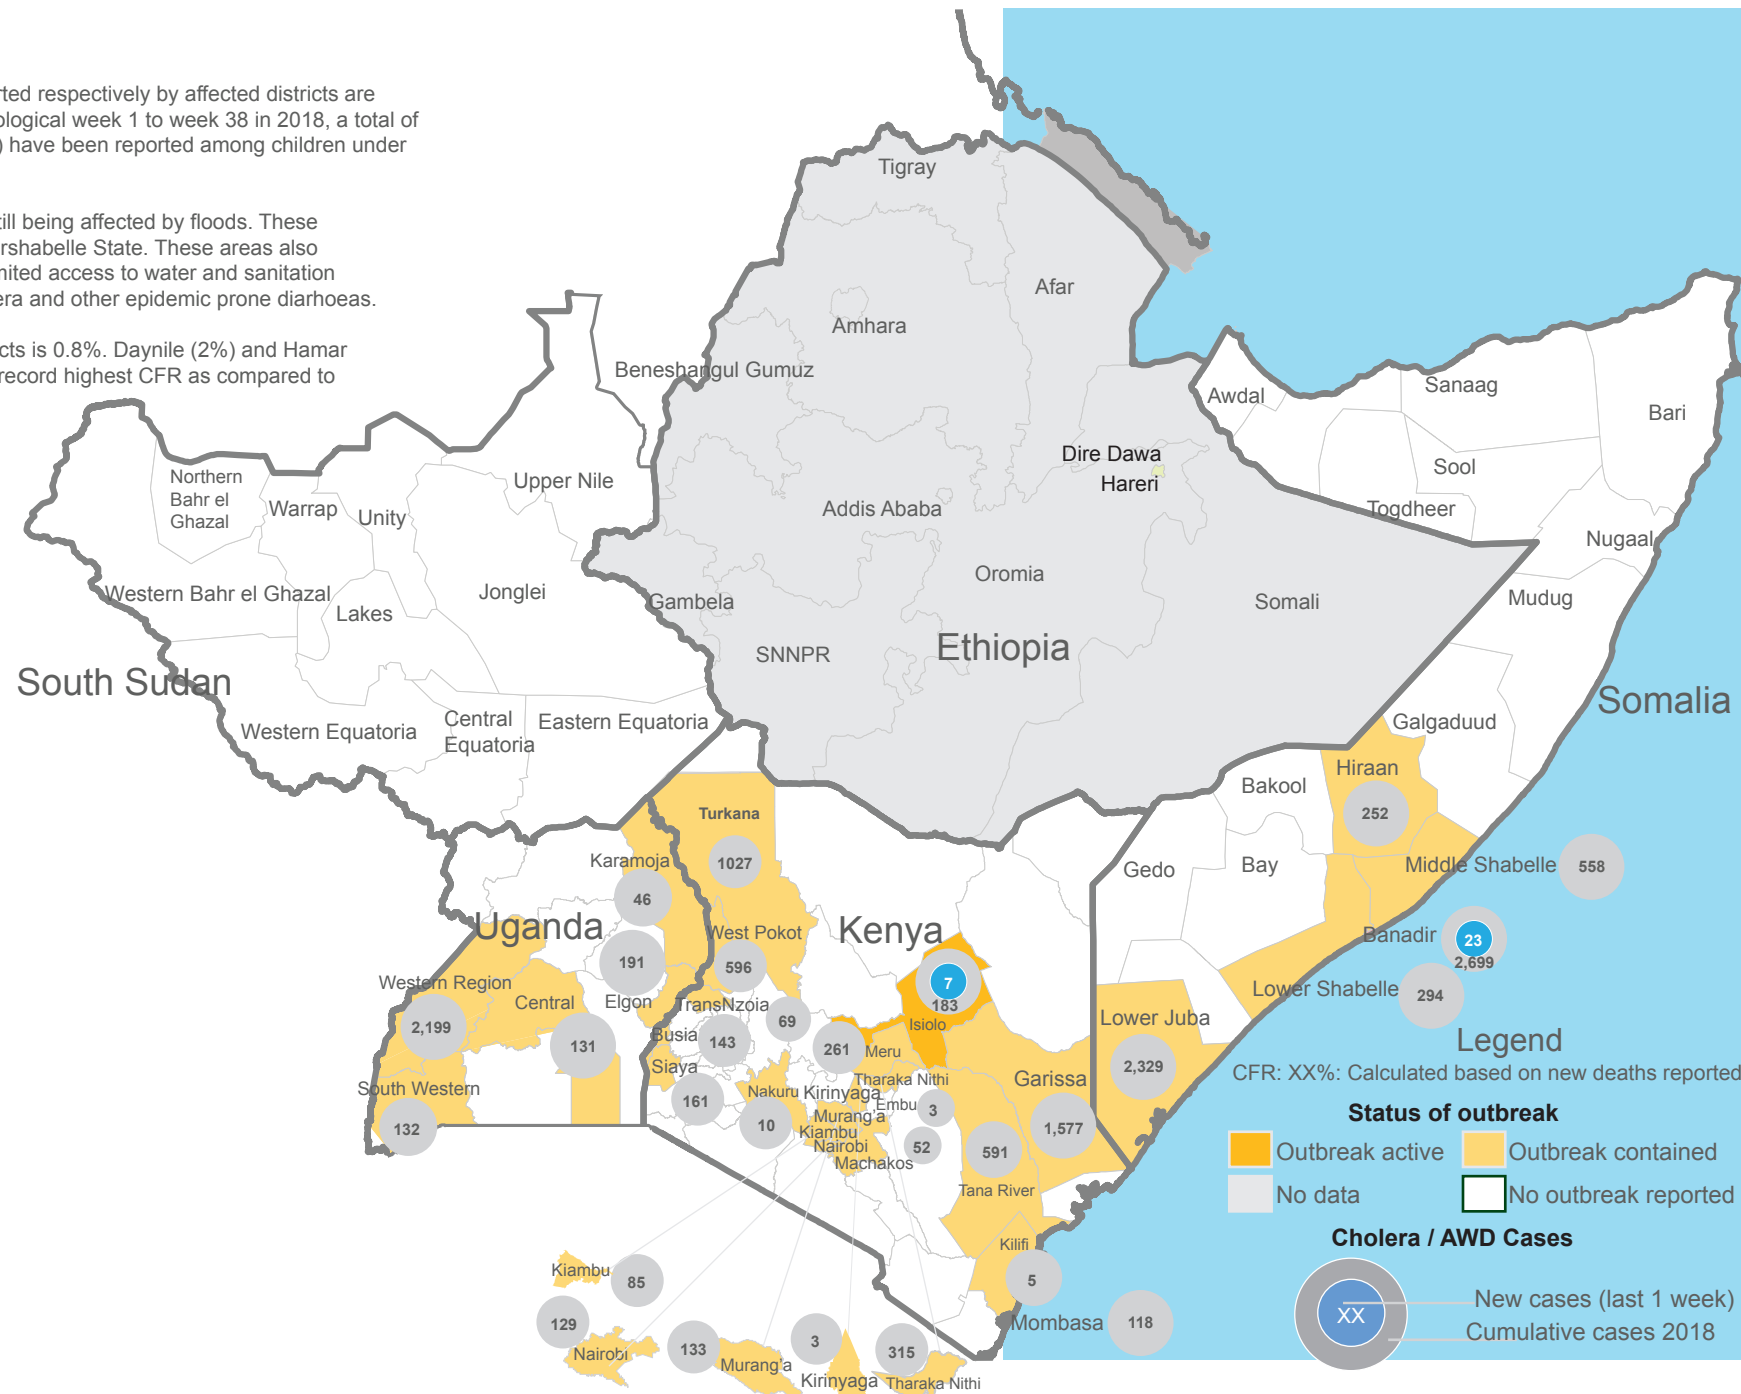 rted respectively by affected districts are
ological week 1 to week 38 in 2018, a total of
) have been reported among children under
till being affected by floods. These
rshabelle State. These areas also
mited access to water and sanitation
era and other epidemic prone diarhoeas.
cts is 0.8%. Daynile (2%) and Hamar
record highest CFR as compared to
Tigray
Afar
Amhara
Beneshangul Gumuz
Dire Dawa
Hareri
Addis Ababa
Oromia
Somali
Gambela
SNNPR
Ethiopia
Awdal
Sanaag
Bari
Sool
Togdheer
Nugaal
Mudug
Galgaduud
Somalia
Hiraan
252
Bakool
Gedo
Bay
Middle Shabelle
558
Banadir
23
2,699
Lower Shabelle
294
Lower Juba
2,329
Northern
Bahr el
Ghazal
Warrap
Unity
Upper Nile
Western Bahr el Ghazal
Lakes
Jonglei
South Sudan
Western Equatoria
Central
Equatoria
Eastern Equatoria
Karamoja
46
Uganda
191
Elgon
Western Region
2,199
Central
131
South Western
132
Turkana
1027
West Pokot
596
Kenya
7
183
Isiolo
TransNzoia
69
Busia
143
261
Meru
Siaya
161
Nakuru
10
Kirinyaga
Tharaka Nithi
Embu
3
Murang'a
Kiambu
Nairobi
52
Machakos
Garissa
1,577
591
Tana River
Kilifi
5
Mombasa
118
Kiambu
85
129
Nairobi
133
Murang'a
3
Kirinyaga
315
Tharaka Nithi
Legend
CFR: XX%: Calculated based on new deaths reported
Status of outbreak
Outbreak active
Outbreak contained
No data
No outbreak reported
Cholera / AWD Cases
XX
New cases (last 1 week)
Cumulative cases 2018